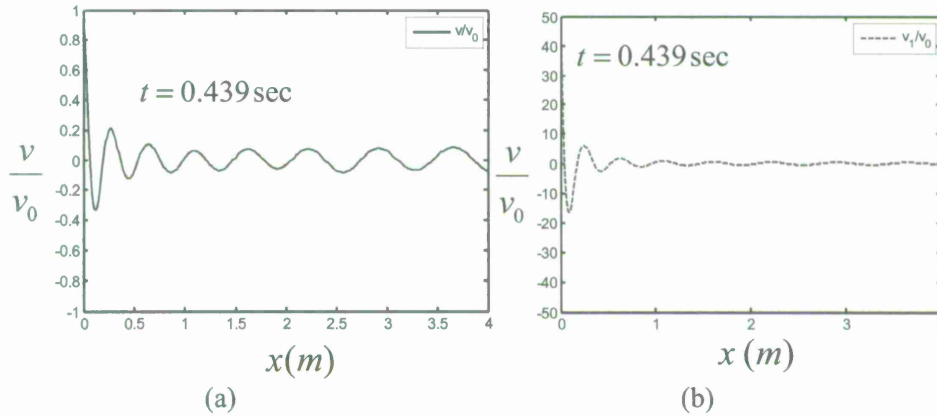 1
0.8
0.6
0.4
0.2
0
-0.2
-0.4
-0.6
-0.8
-1
v
v0
v/v0
t = 0.439 sec
0 0.5 1 1.5 2 2.5 3 3.5 4
x(m)
(a)
50
40
30
20
10
0
-10
-20
-30
-40
-50
v
v0
v1/v0
t = 0.439 sec
0 1 2 3
x (m)
(b)